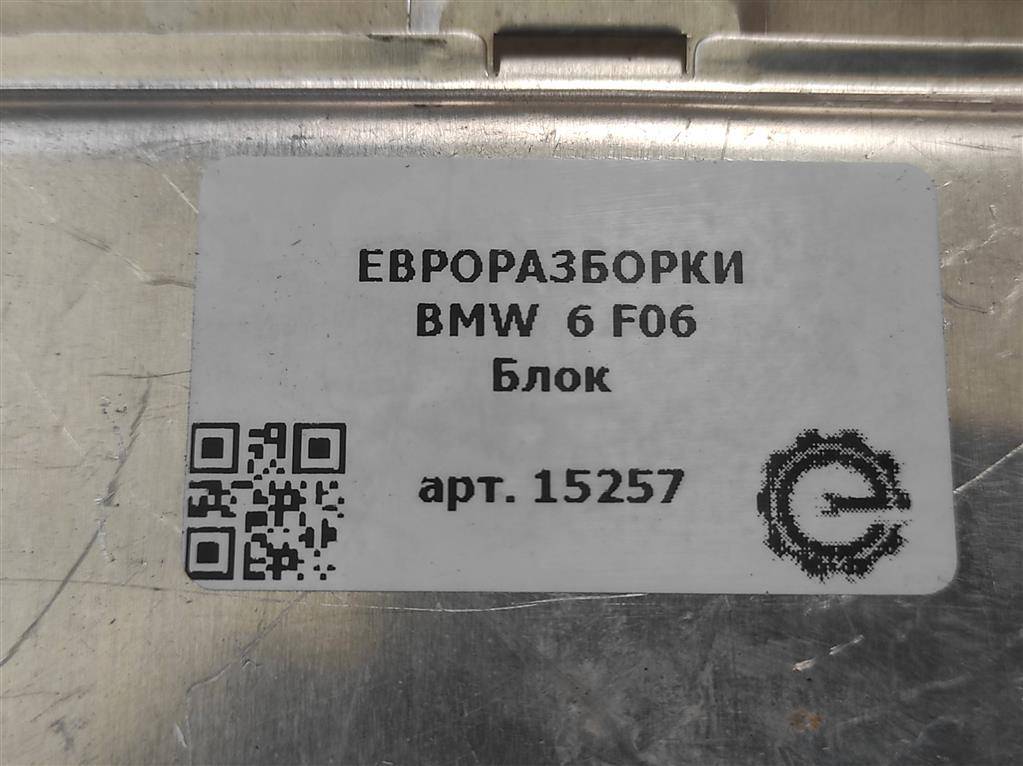 ЕВРОРАЗБОРКИ
BMW 6 F06
Блок
арт. 15257